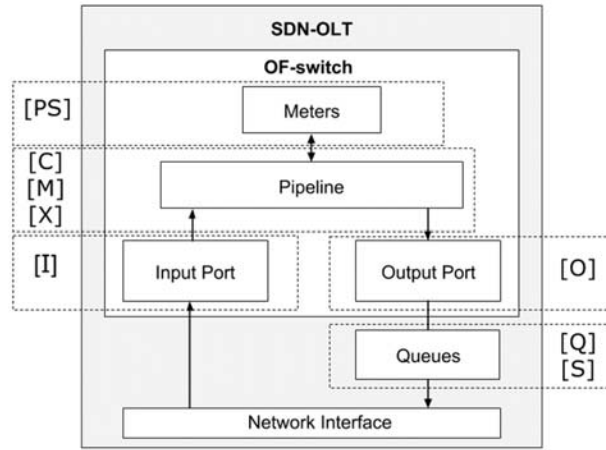 SDN-OLT
OF-switch
[PS]
Meters
[C]
[M]
[X]
Pipeline
[I]
Input Port
Output Port
[O]
Queues
[Q]
[S]
Network Interface